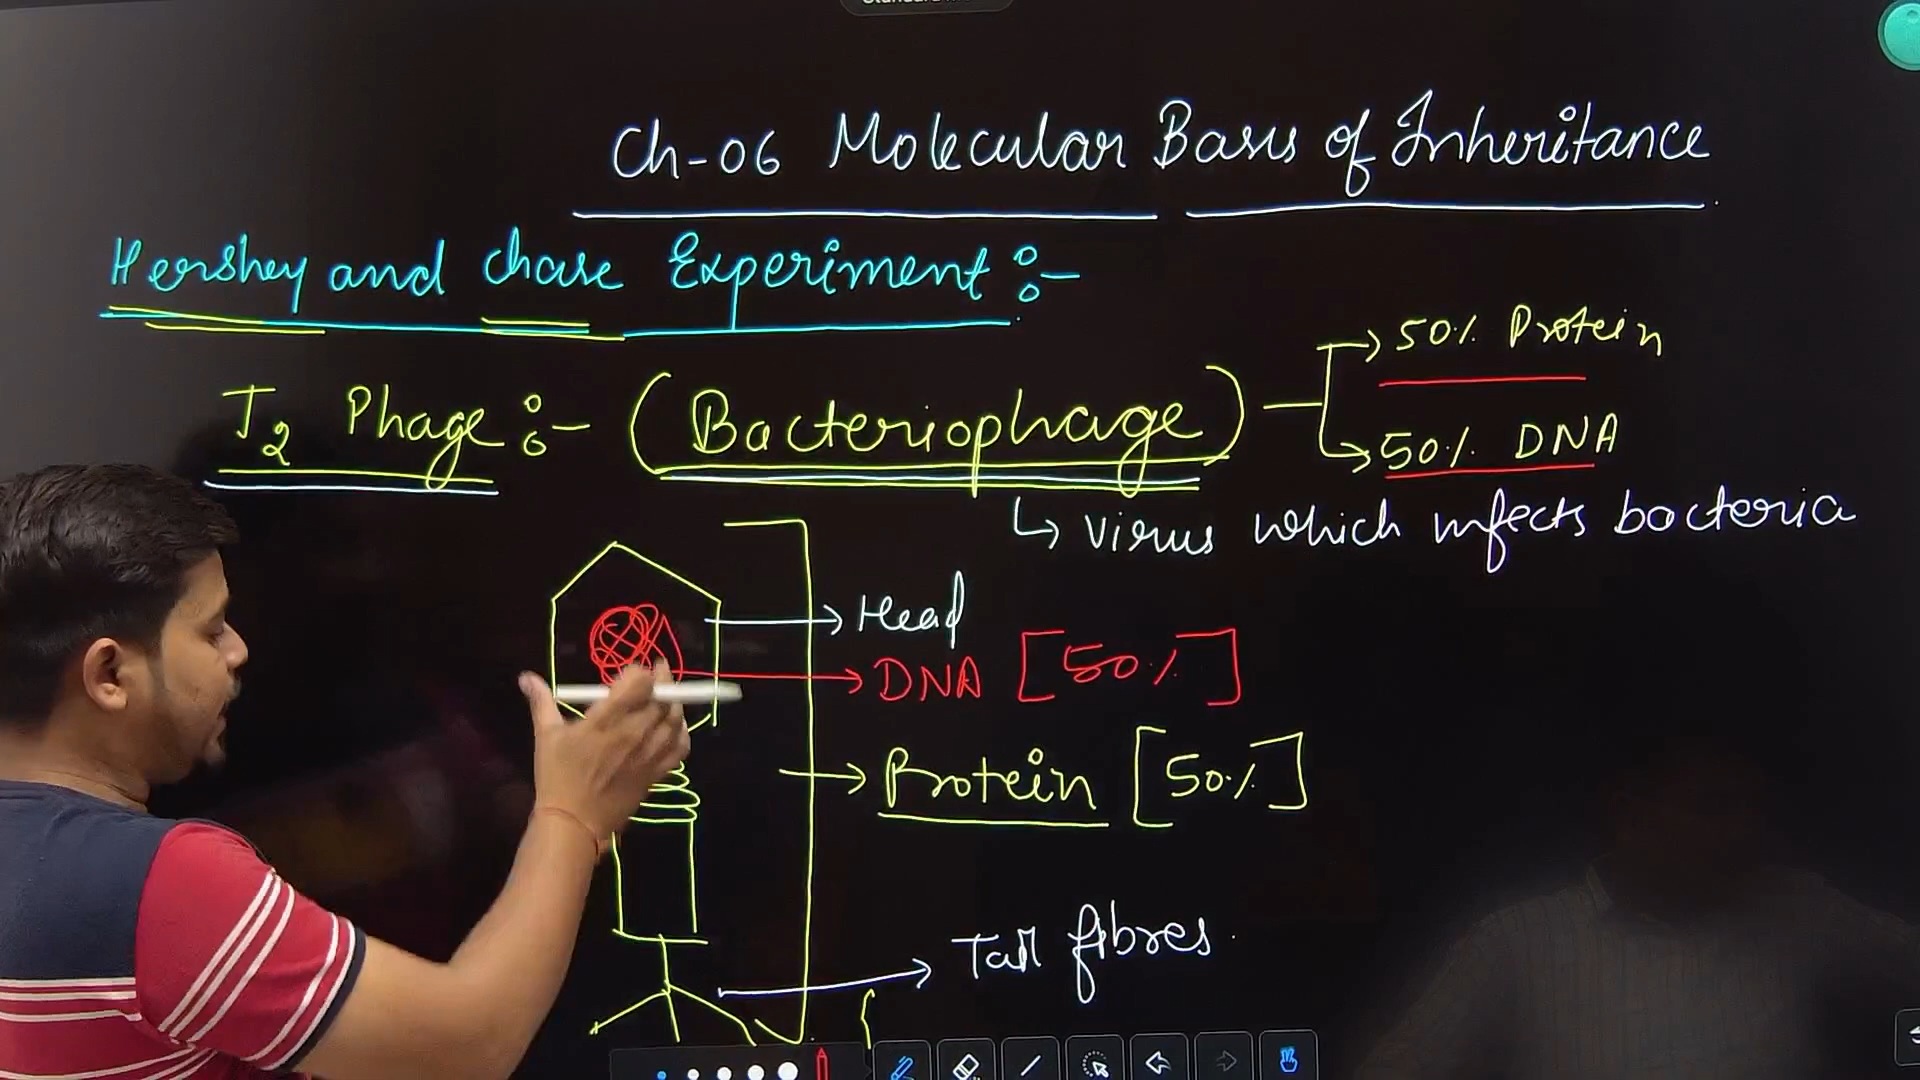 Ch-06 Molecular Basis of Inheritance
Hershey and Chase Experiment :-
T2 Phage :- (Bacteriophage)
50% Protein
50% DNA
↳ virus which infects bacteria
Head
DNA [50%]
Protein [50%]
Tail fibres.